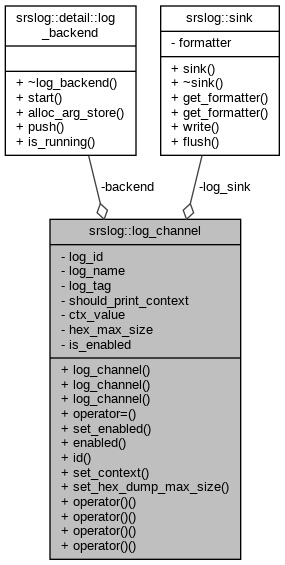 srslog::detail::log
_backend
+ ~log_backend()
+ start()
+ alloc_arg_store()
+ push()
+ is_running()
srslog::sink
- formatter
+ sink()
+ ~sink()
+ get_formatter()
+ get_formatter()
+ write()
+ flush()
-backend
-log_sink
srslog::log_channel
- log_id
- log_name
- log_tag
- should_print_context
- ctx_value
- hex_max_size
- is_enabled
+ log_channel()
+ log_channel()
+ log_channel()
+ operator=()
+ set_enabled()
+ enabled()
+ id()
+ set_context()
+ set_hex_dump_max_size()
+ operator()()
+ operator()()
+ operator()()
+ operator()()